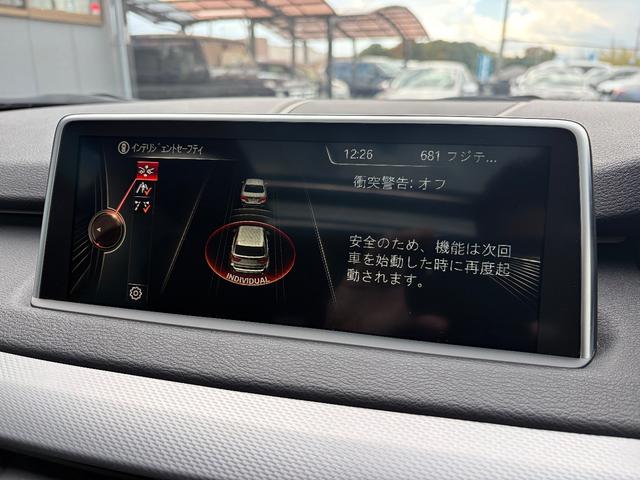 インテリジェントセーフティ
12:26 681 フジテ...
衝突警告: オフ
安全のため、機能は次回
車を始動した時に再度起
動されます。
INDIVIDUAL